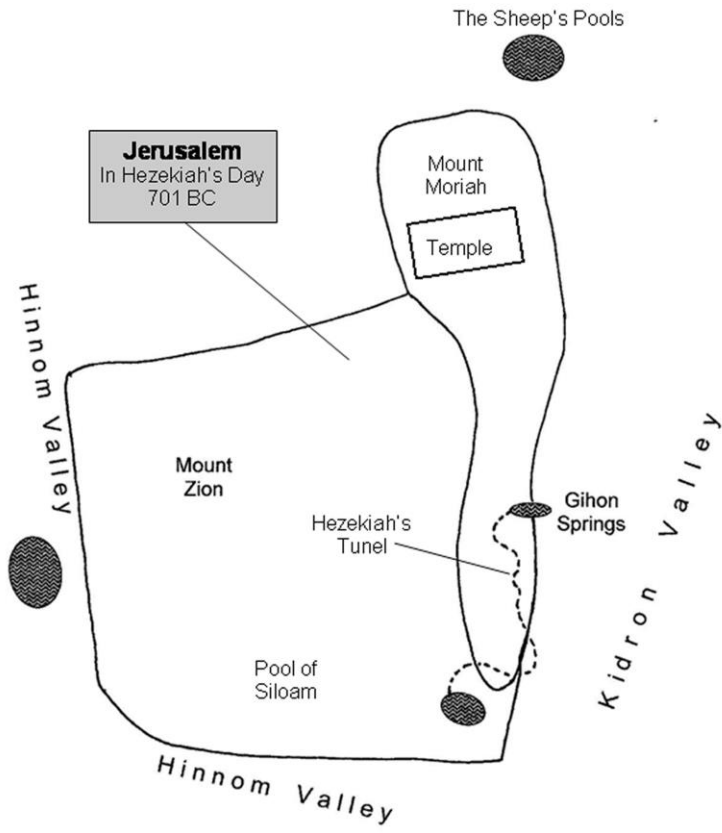 The Sheep's Pools
Jerusalem
In Hezekiah's Day
701 BC
Mount
Moriah
Temple
Hinnom Valley
Mount
Zion
Gihon
Springs
Hezekiah's
Tunel
Kidron Valley
Pool of
Siloam
Hinnom Valley